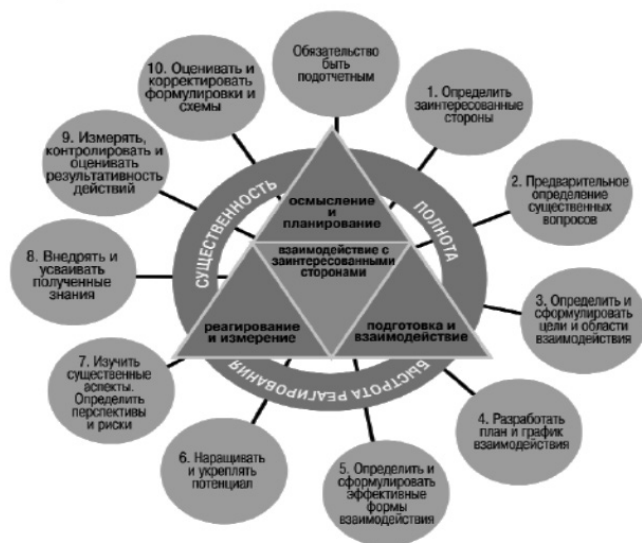 Обязательство
быть
подотчетным
1. Определить
заинтересованные
стороны
2. Предварительное
определение
существенных
вопросов
3. Определить и
сформулировать
цели и области
взаимодействия
4. Разработать
план и график
взаимодействия
5. Определить и
сформулировать
эффективные
формы
взаимодействия
6. Наращивать
и укреплять
потенциал
7. Изучить
существенные
аспекты.
Определить
перспективы
и риски
8. Внедрять и
усваивать
полученные
знания
9. Измерять,
контролировать и
оценивать
результативность
действий
10. Оценивать и
корректировать
формулировки и
схемы
СУЩЕСТВЕННОСТЬ
ПОЛНОТА
БЫСТРОТА РЕАГИРОВАНИЯ
осмысление
и
планирование
взаимодействие с
заинтересованными
сторонами
реагирование
и измерение
подготовка и
взаимодействие